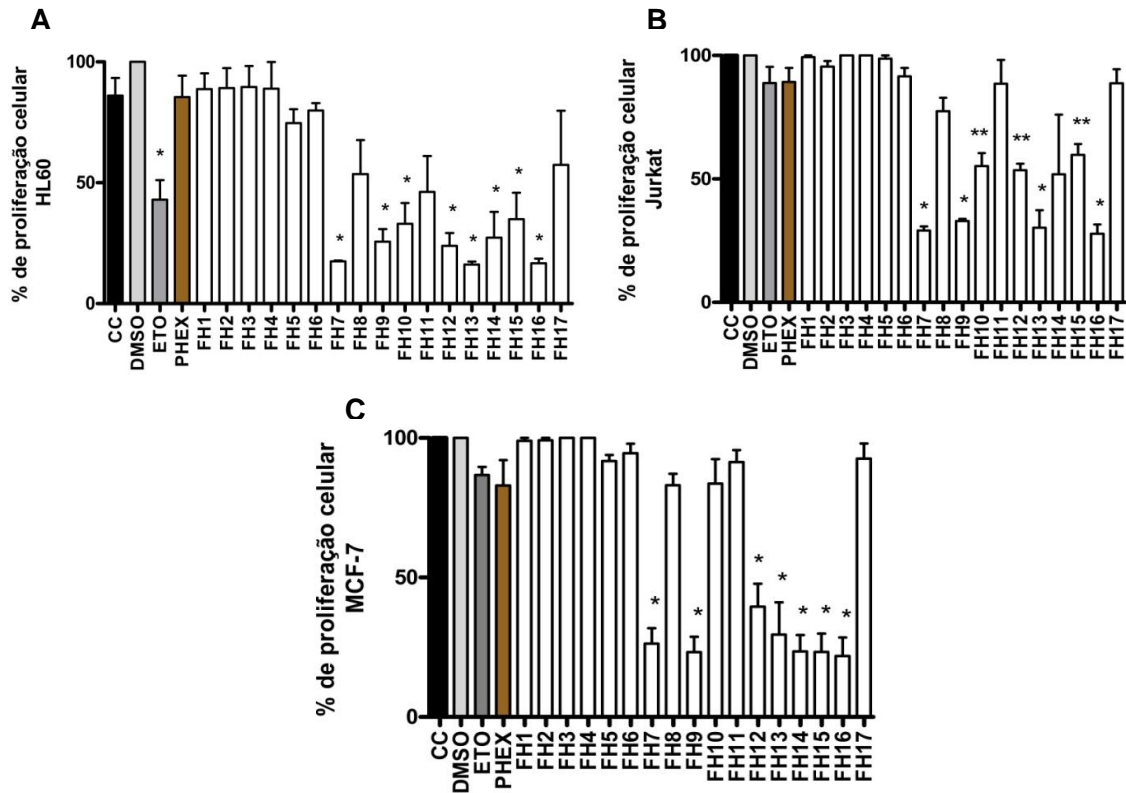 A
% de proliferação celular
HL60
100
50
0
*
*
*
*
*
*
*
*
*
CC
DMSO
ETO
PHEX
FH1
FH2
FH3
FH4
FH5
FH6
FH7
FH8
FH9
FH10
FH11
FH12
FH13
FH14
FH15
FH16
FH17
B
% de proliferação celular
Jurkat
100
50
0
*
*
**
**
*
**
*
CC
DMSO
ETO
PHEX
FH1
FH2
FH3
FH4
FH5
FH6
FH7
FH8
FH9
FH10
FH11
FH12
FH13
FH14
FH15
FH16
FH17
C
% de proliferação celular
MCF-7
100
50
0
*
*
*
*
*
*
*
CC
DMSO
ETO
PHEX
FH1
FH2
FH3
FH4
FH5
FH6
FH7
FH8
FH9
FH10
FH11
FH12
FH13
FH14
FH15
FH16
FH17